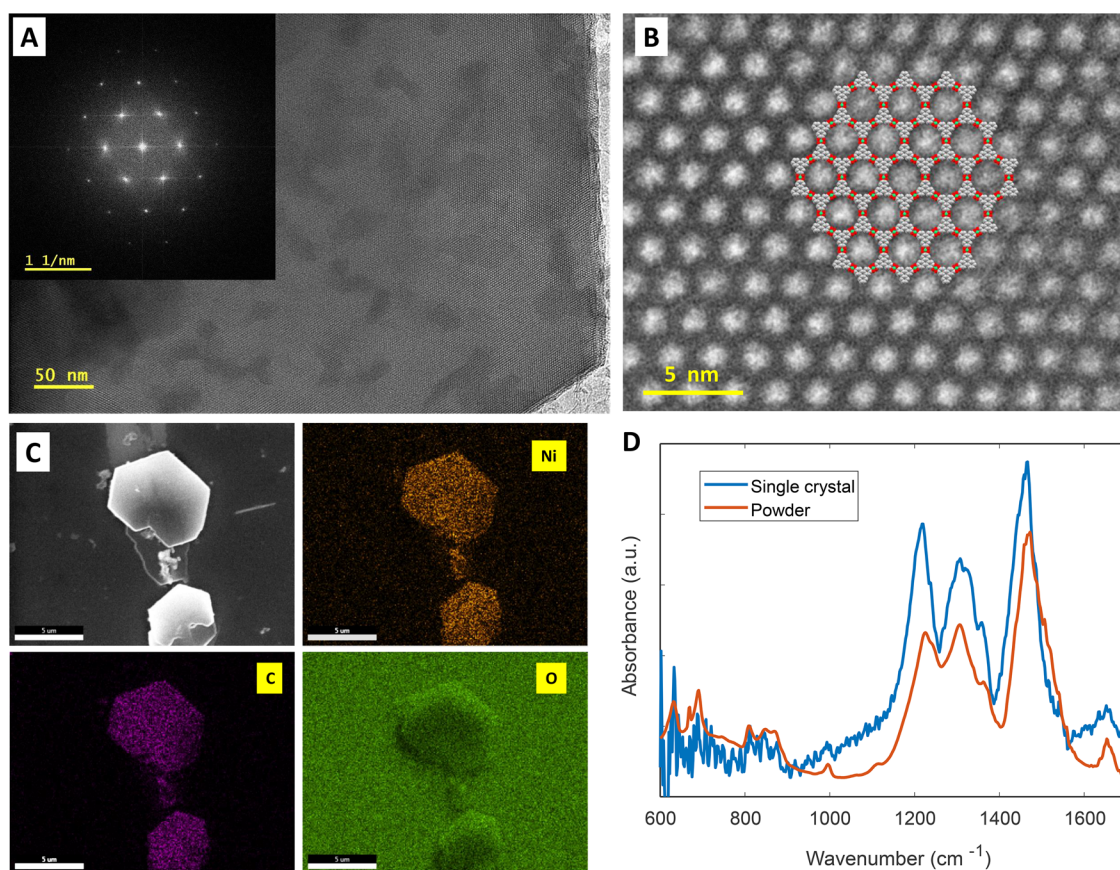 A
1 1/nm
50 nm
B
5 nm
C
5 um
Ni
5 um
C
5 um
O
5 um
D
Single crystal
Powder
Absorbance (a.u.)
600 800 1000 1200 1400 1600
Wavenumber (cm -1)